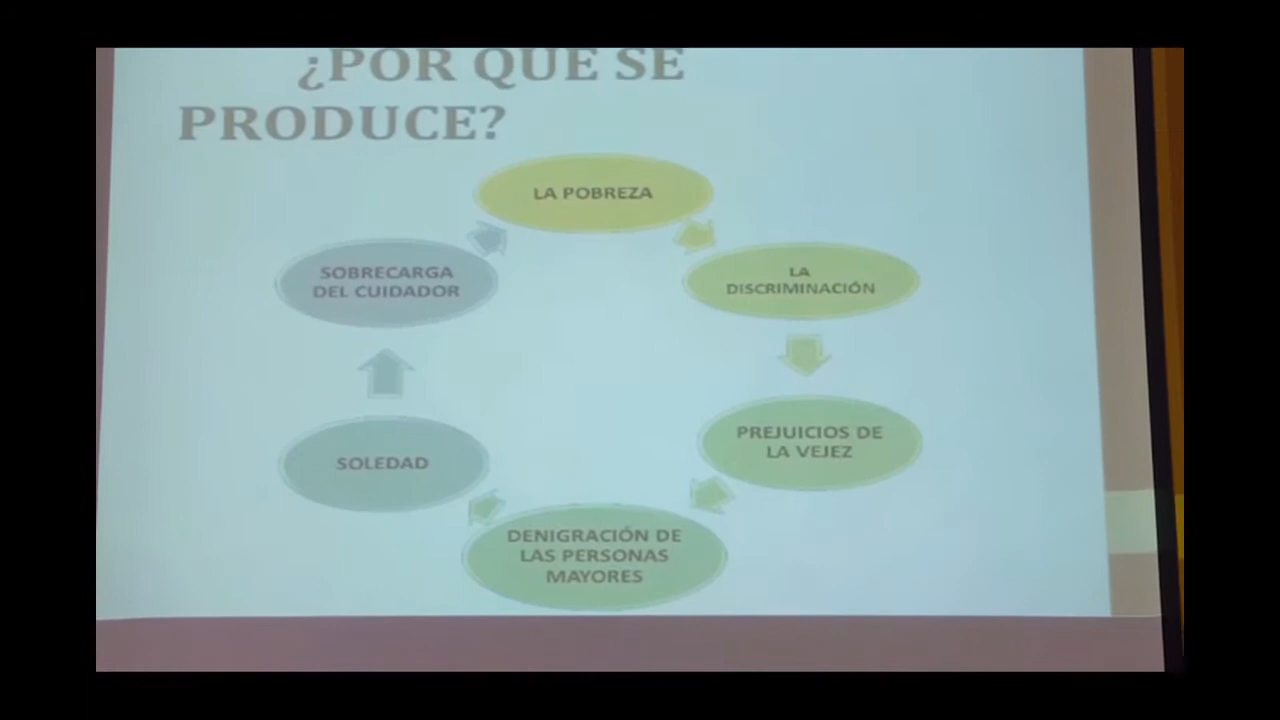 ¿POR QUE SE
PRODUCE?
LA POBREZA
LA
DISCRIMINACIÓN
PREJUICIOS DE
LA VEJEZ
DENIGRACIÓN DE
LAS PERSONAS
MAYORES
SOLEDAD
SOBRECARGA
DEL CUIDADOR